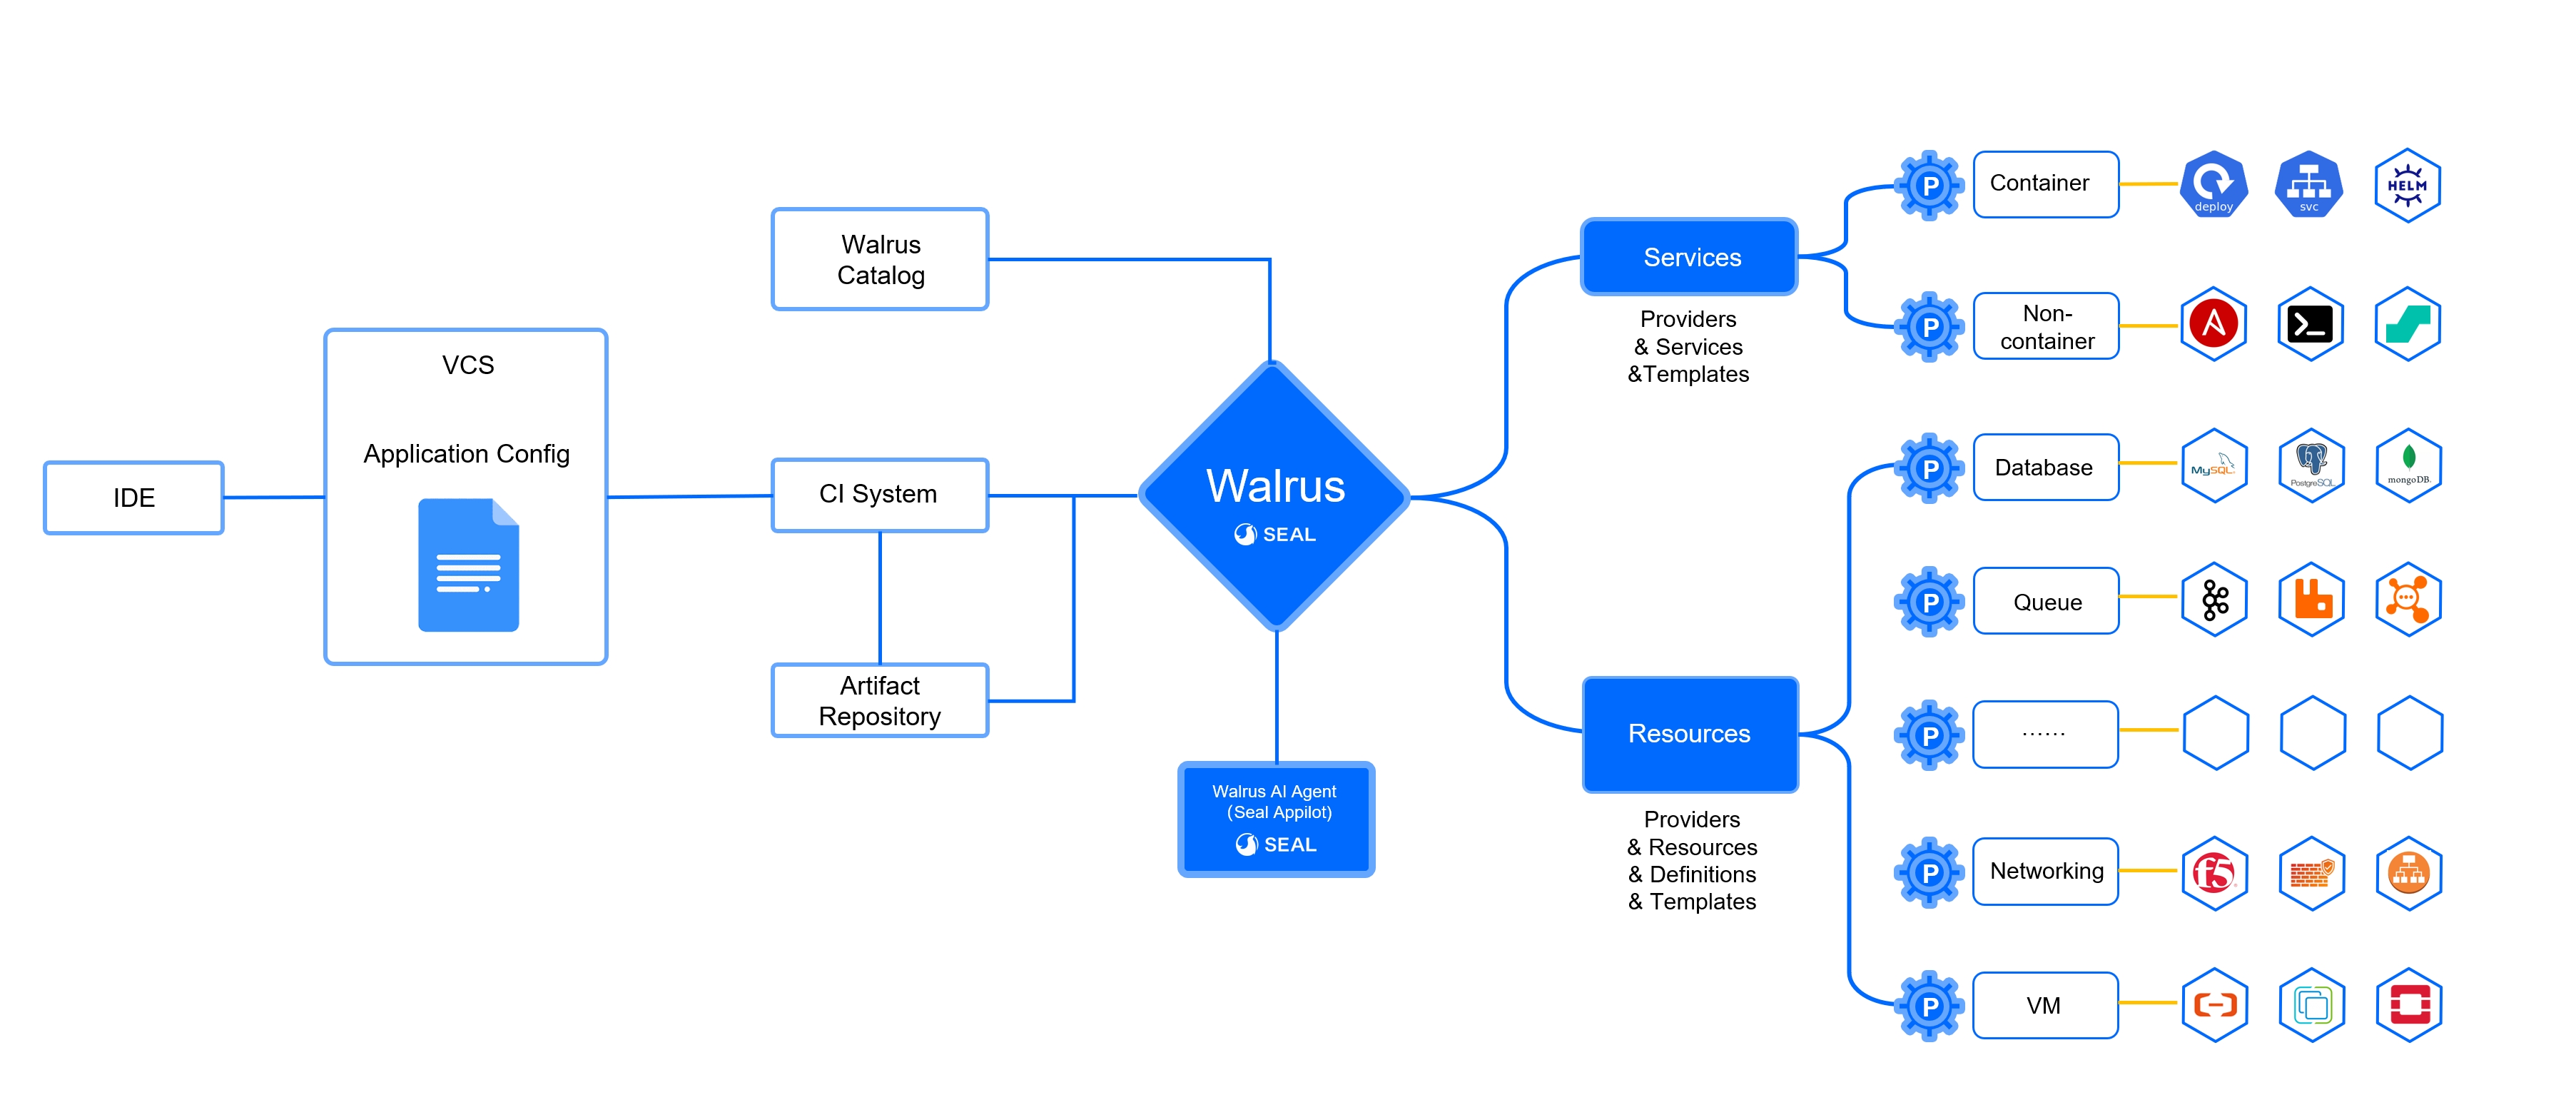 IDE
VCS
Application Config
Walrus
Catalog
CI System
Artifact
Repository
Walrus
SEAL
Walrus AI Agent
(Seal Appilot)
SEAL
Services
Providers
& Services
&Templates
Resources
Providers
& Resources
& Definitions
& Templates
P
Container
deploy
svc
HELM
P
Non-
container
P
Database
MySQL
PostgreSQL
mongoDB.
P
Queue
P
......
P
Networking
f5
P
VM